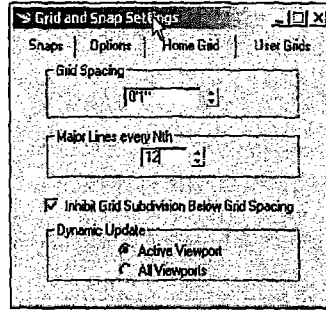 Grid and Snap Settings
Snaps Options Home Grid User Grids
Grid Spacing
0'1"
Major Lines every Nth
12
Inhibit Grid Subdivision Below Grid Spacing
Dynamic Update
Active Viewport
All Viewports